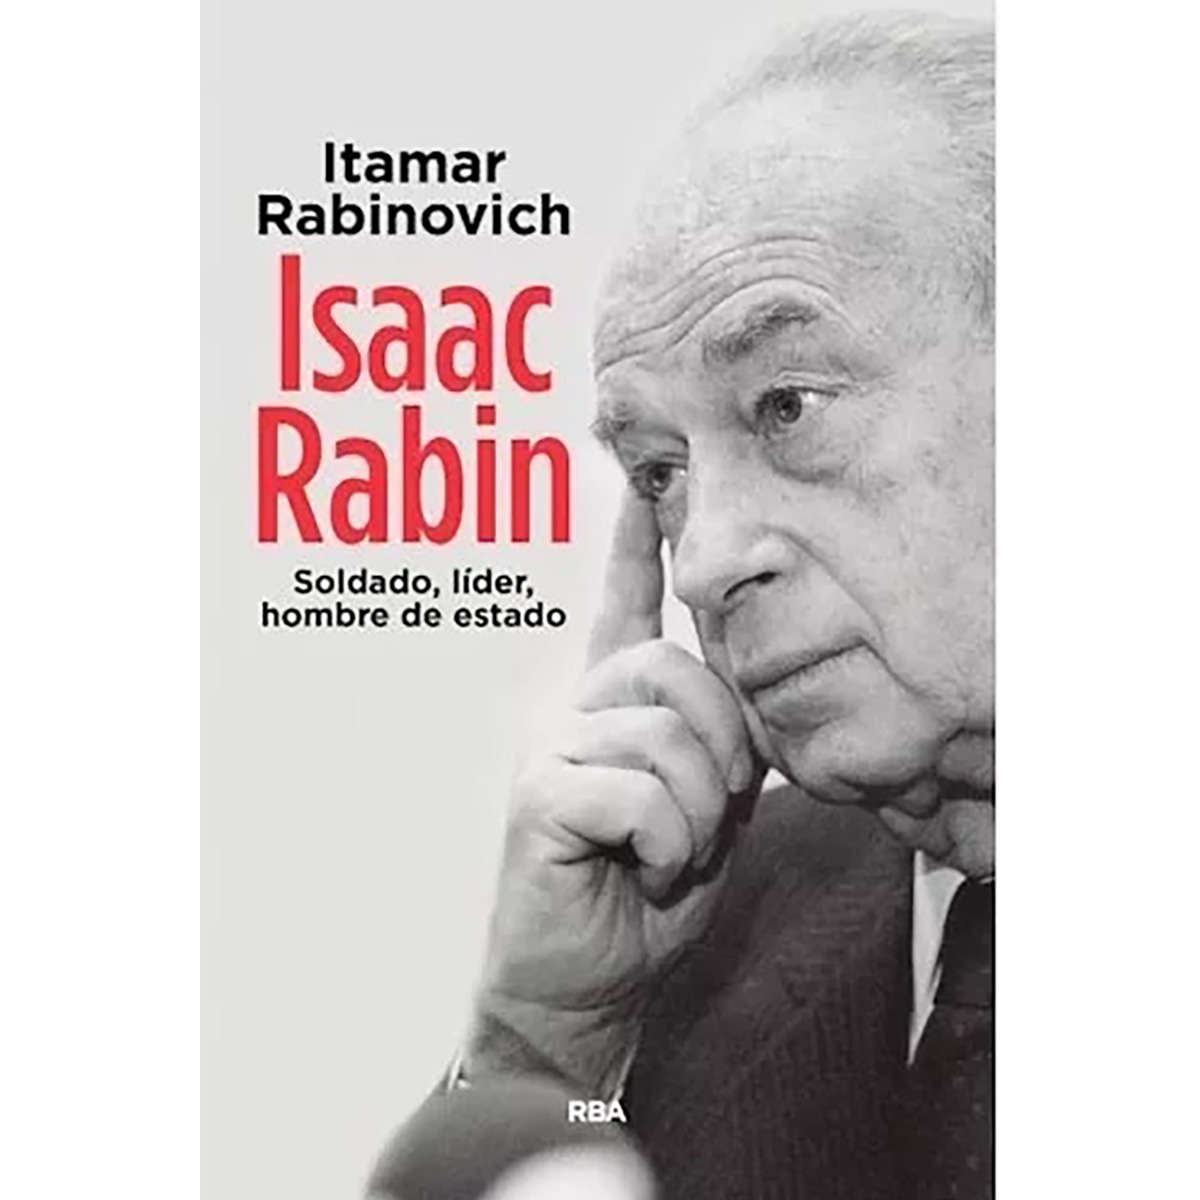 Itamar
Rabinovich
Isaac
Rabin
Soldado, líder,
hombre de estado
RBA